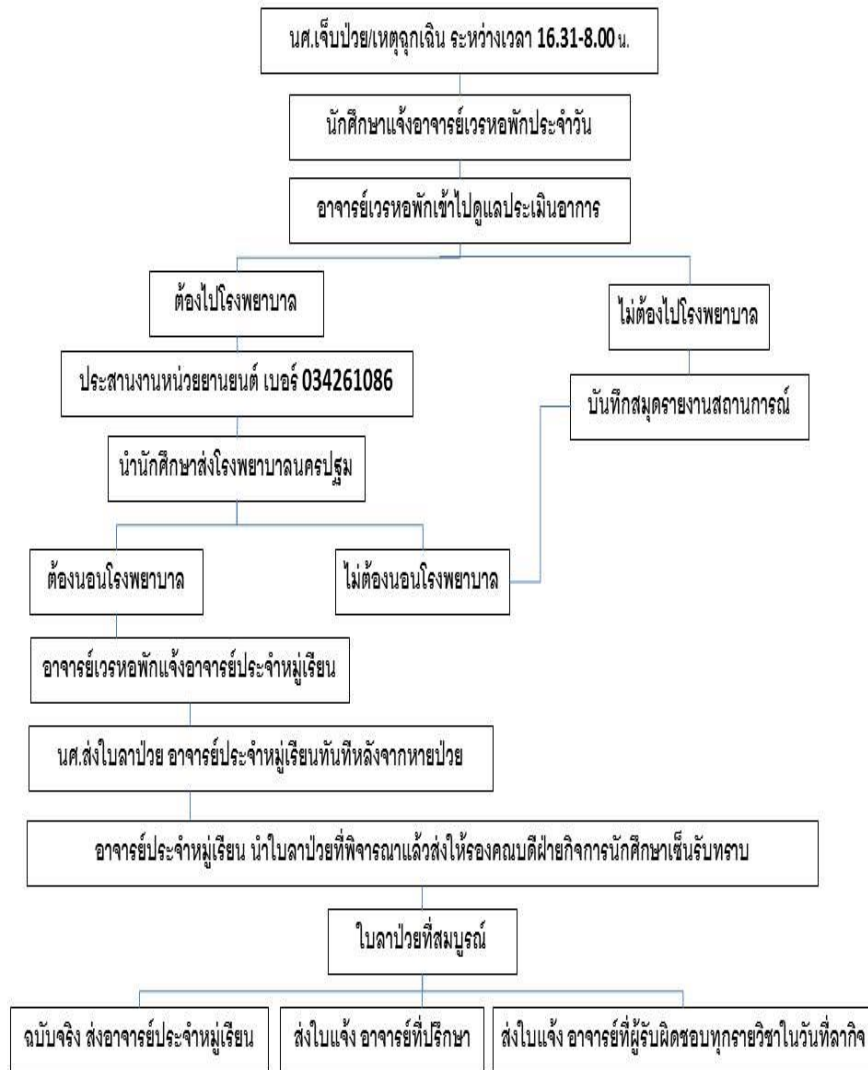 นศ.เจ็บป่วย/เหตุฉุกเฉิน ระหว่างเวลา 16.31-8.00 น.
นักศึกษาแจ้งอาจารย์เวรหอพักประจำวัน
อาจารย์เวรหอพักเข้าไปดูแลประเมินอาการ
ต้องไปโรงพยาบาล
ไม่ต้องไปโรงพยาบาล
ประสานงานหน่วยยานยนต์ เบอร์ 034261086
บันทึกสมุดรายงานสถานการณ์
นำนักศึกษาส่งโรงพยาบาลนครปฐม
ต้องนอนโรงพยาบาล
ไม่ต้องนอนโรงพยาบาล
อาจารย์เวรหอพักแจ้งอาจารย์ประจำหมู่เรียน
นศ.ส่งใบลาป่วย อาจารย์ประจำหมู่เรียนทันทีหลังจากหายป่วย
อาจารย์ประจำหมู่เรียน นำใบลาป่วยที่พิจารณาแล้วส่งให้รองคณบดีฝ่ายกิจการนักศึกษาเซ็นรับทราบ
ใบลาป่วยที่สมบูรณ์
ฉบับจริง ส่งอาจารย์ประจำหมู่เรียน
ส่งใบแจ้ง อาจารย์ที่ปรึกษา
ส่งใบแจ้ง อาจารย์ที่ผู้รับผิดชอบทุกรายวิชาในวันที่ลากิจ